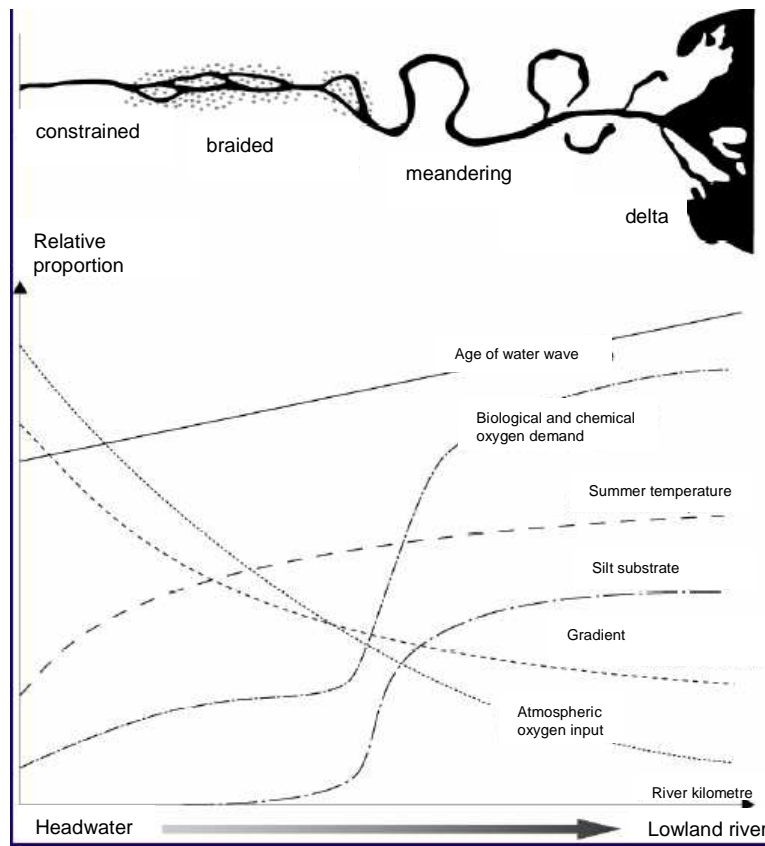 constrained
braided
meandering
delta
Relative
proportion
Age of water wave
Biological and chemical
oxygen demand
Summer temperature
Silt substrate
Gradient
Atmospheric
oxygen input
River kilometre
Headwater
Lowland river